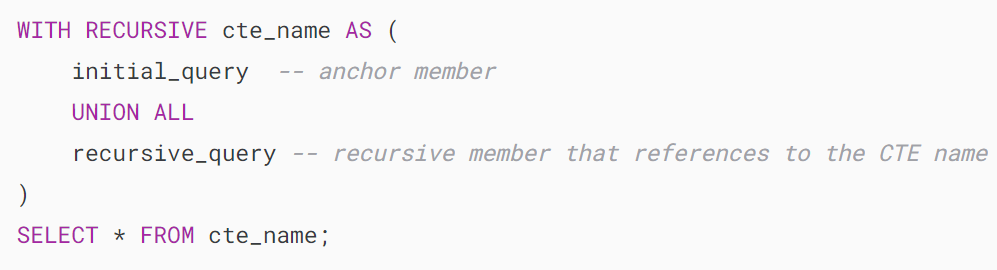 WITH RECURSIVE cte_name AS (
    initial_query  -- anchor member
    UNION ALL
    recursive_query -- recursive member that references to the CTE name
)
SELECT * FROM cte_name;